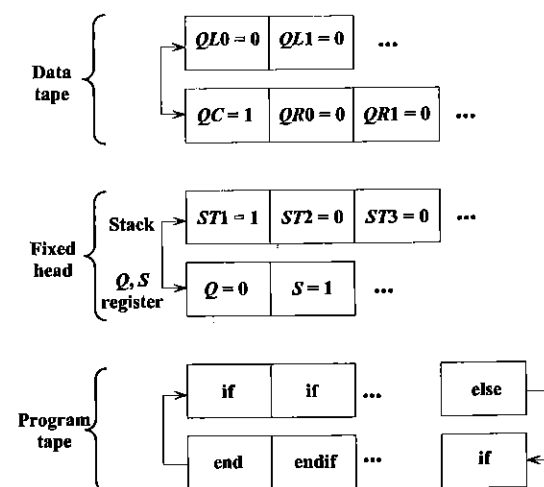 QL0 = 0 QL1 = 0 ...
Data
tape
QC = 1 QR0 = 0 QR1 = 0 ...
Stack ST1 = 1 ST2 = 0 ST3 = 0 ...
Fixed
head
Q, S
register Q = 0 S = 1 ...
if if ... else
Program
tape
end endif ... if